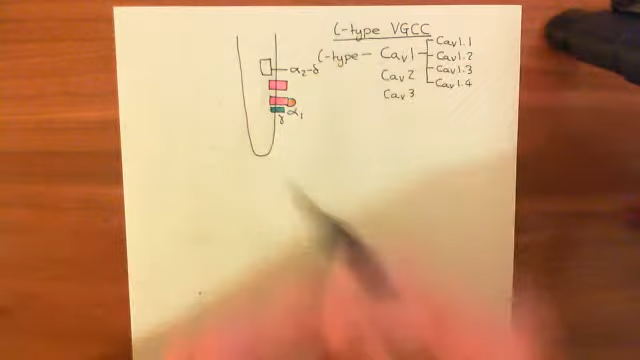 L-type VGCC
L-type — Cav1
Cav1.1
Cav1.2
Cav1.3
Cav1.4
Cav2
Cav3
α2-δ
α1
γ